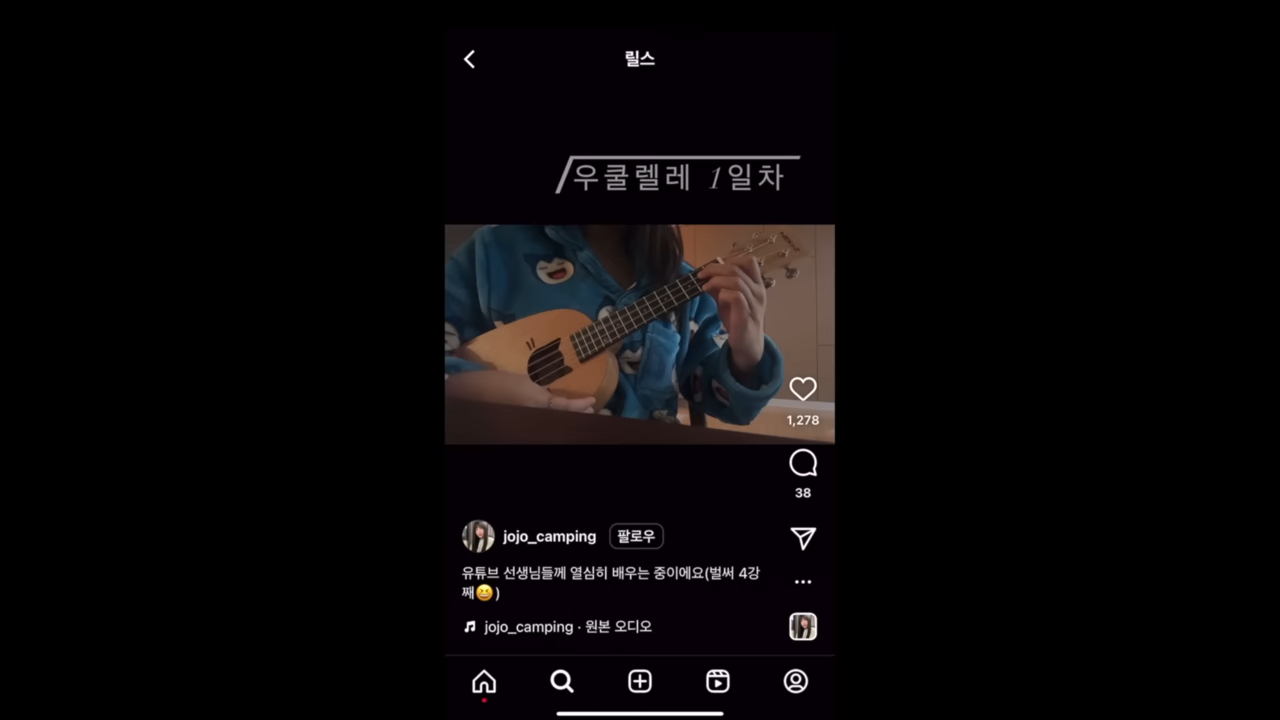 릴스
우쿨렐레 1일차
1,278
38
jojo_camping 팔로우
유튜브 선생님들께 열심히 배우는 중이에요(벌써 4강
째😆)
jojo_camping · 원본 오디오